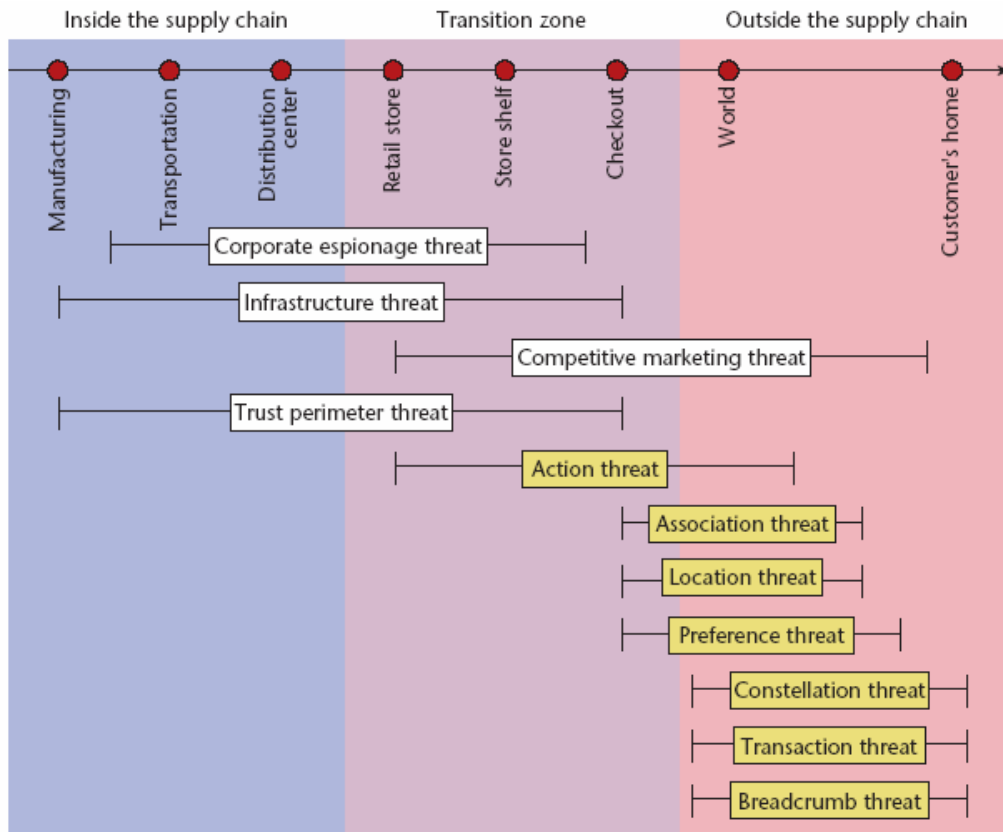 Inside the supply chain
Transition zone
Outside the supply chain
Manufacturing
Transportation
Distribution
center
Retail store
Store shelf
Checkout
World
Customer's home
Corporate espionage threat
Infrastructure threat
Competitive marketing threat
Trust perimeter threat
Action threat
Association threat
Location threat
Preference threat
Constellation threat
Transaction threat
Breadcrumb threat